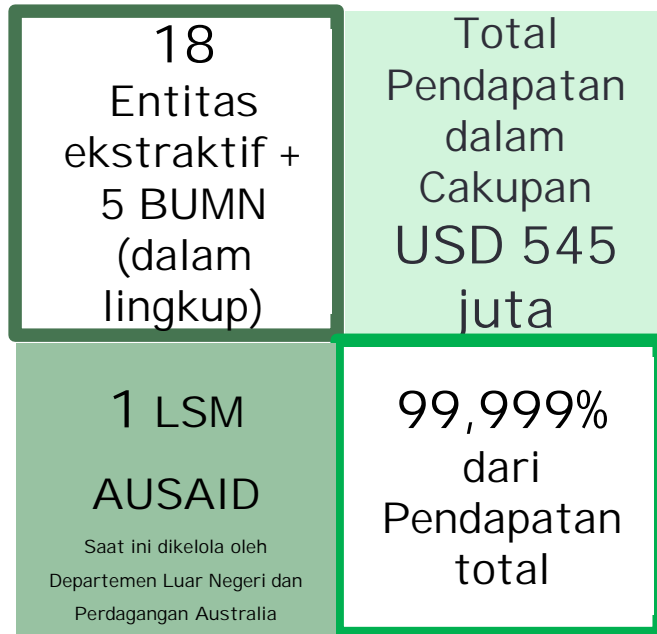 18
Entitas
ekstraktif +
5 BUMN
(dalam
lingkup)
Total
Pendapatan
dalam
Cakupan
USD 545
juta
1 LSM
AUSAID
Saat ini dikelola oleh
Departemen Luar Negeri dan
Perdagangan Australia
99,999%
dari
Pendapatan
total